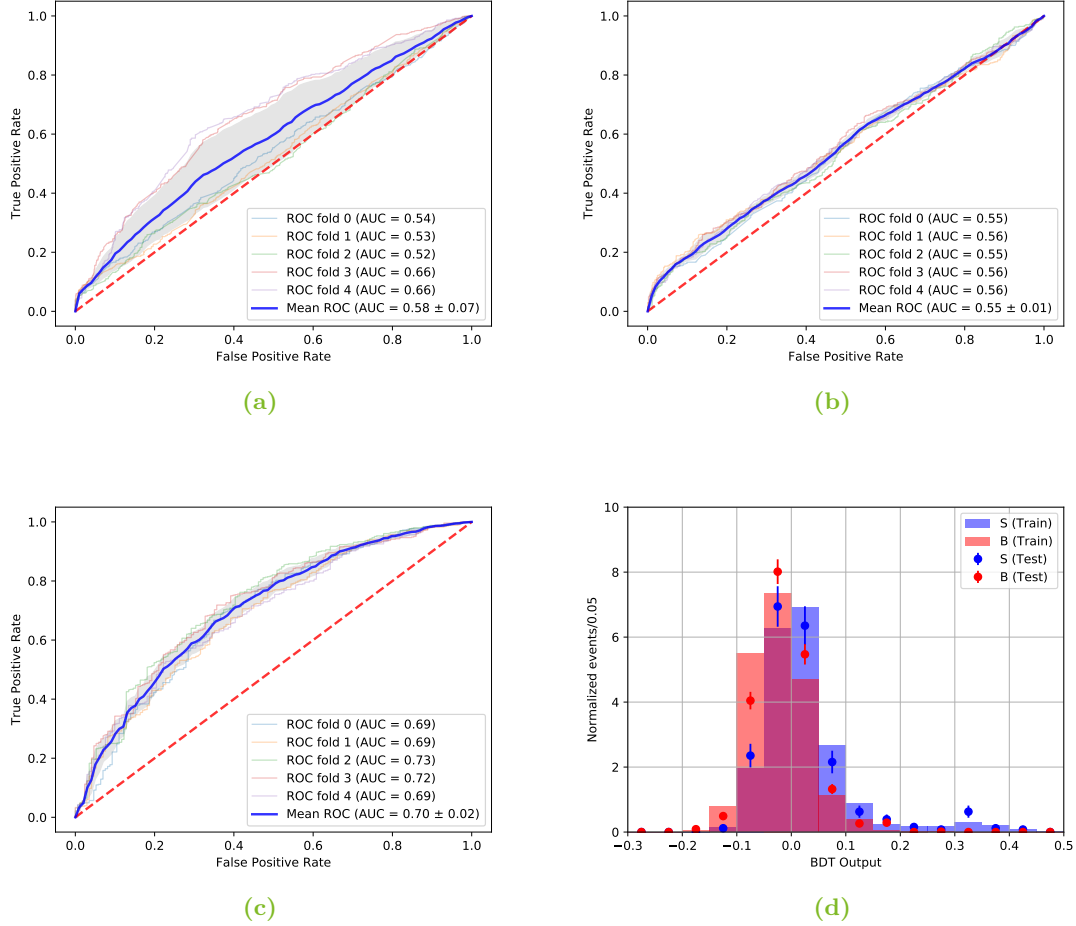 1.0
0.8
0.6
0.4
0.2
0.0
True Positive Rate
ROC fold 0 (AUC = 0.54)
ROC fold 1 (AUC = 0.53)
ROC fold 2 (AUC = 0.52)
ROC fold 3 (AUC = 0.66)
ROC fold 4 (AUC = 0.66)
Mean ROC (AUC = 0.58 ± 0.07)
0.0 0.2 0.4 0.6 0.8 1.0
False Positive Rate
(a)
1.0
0.8
0.6
0.4
0.2
0.0
True Positive Rate
ROC fold 0 (AUC = 0.55)
ROC fold 1 (AUC = 0.56)
ROC fold 2 (AUC = 0.55)
ROC fold 3 (AUC = 0.56)
ROC fold 4 (AUC = 0.56)
Mean ROC (AUC = 0.55 ± 0.01)
0.0 0.2 0.4 0.6 0.8 1.0
False Positive Rate
(b)
1.0
0.8
0.6
0.4
0.2
0.0
True Positive Rate
ROC fold 0 (AUC = 0.69)
ROC fold 1 (AUC = 0.69)
ROC fold 2 (AUC = 0.73)
ROC fold 3 (AUC = 0.72)
ROC fold 4 (AUC = 0.69)
Mean ROC (AUC = 0.70 ± 0.02)
0.0 0.2 0.4 0.6 0.8 1.0
False Positive Rate
(c)
10
8
6
4
2
0
Normalized events/0.05
S (Train)
B (Train)
S (Test)
B (Test)
−0.3 −0.2 −0.1 0.0 0.1 0.2 0.3 0.4 0.5
BDT Output
(d)